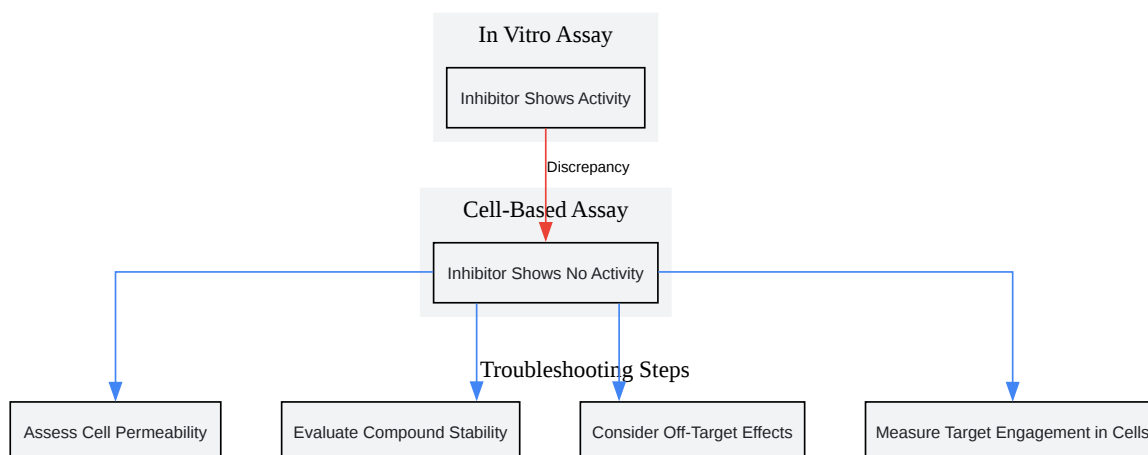 In Vitro Assay
Inhibitor Shows Activity
Discrepancy
Cell-Based Assay
Inhibitor Shows No Activity
Troubleshooting Steps
Assess Cell Permeability
Evaluate Compound Stability
Consider Off-Target Effects
Measure Target Engagement in Cells